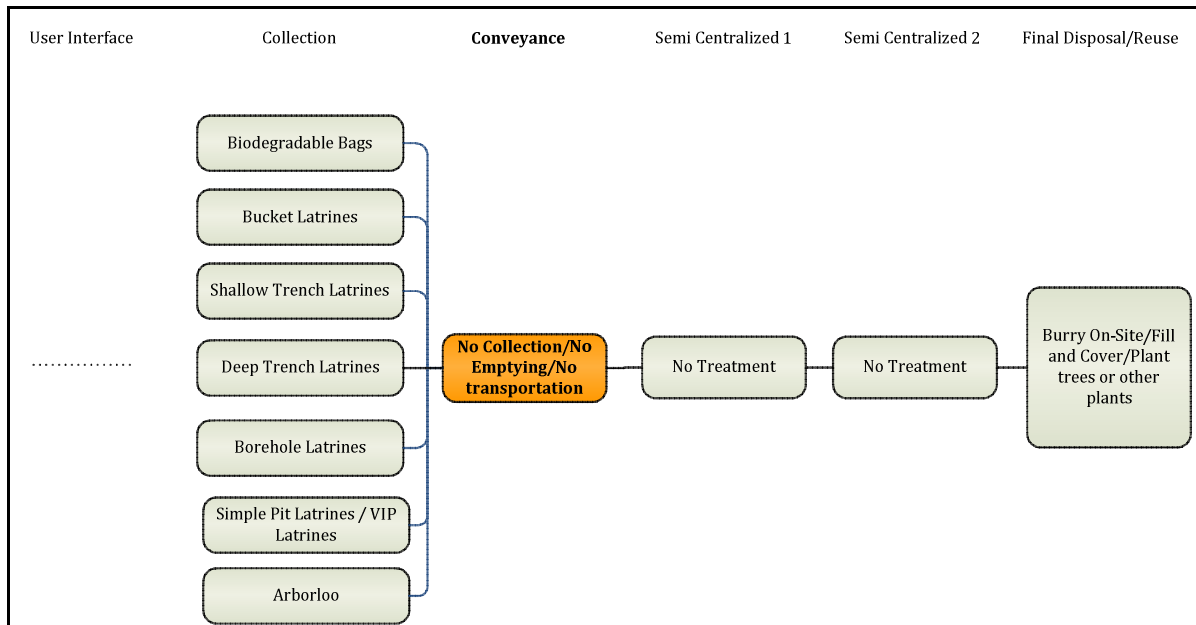 User Interface
Collection
Conveyance
Semi Centralized 1
Semi Centralized 2
Final Disposal/Reuse
Biodegradable Bags
Bucket Latrines
Shallow Trench Latrines
Deep Trench Latrines
Borehole Latrines
Simple Pit Latrines / VIP
Latrines
Arborloo
………………
No Collection/No
Emptying/No
transportation
No Treatment
No Treatment
Burry On-Site/Fill
and Cover/Plant
trees or other
plants